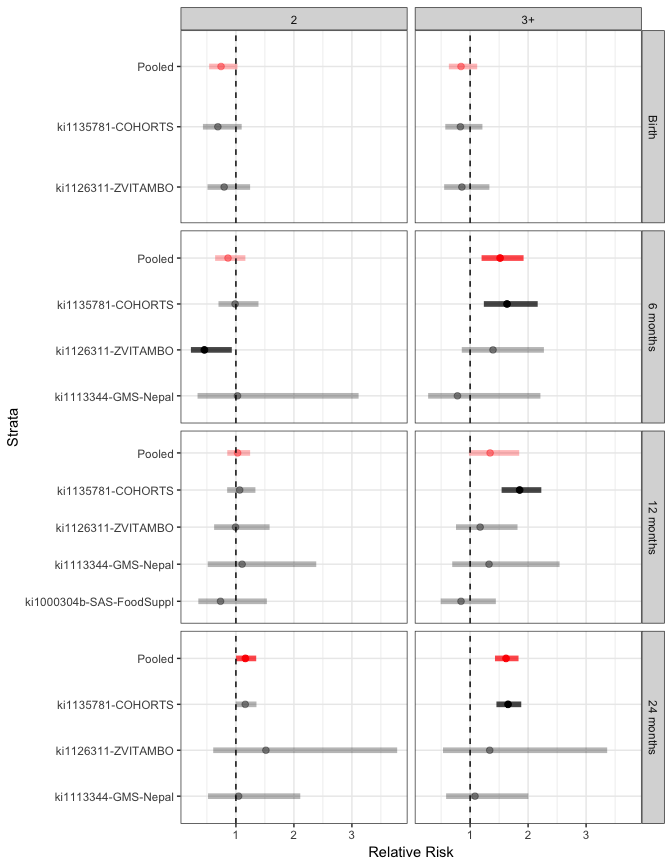 2
3+
Pooled
ki1135781-COHORTS
ki1126311-ZVITAMBO
Birth
Pooled
ki1135781-COHORTS
ki1126311-ZVITAMBO
ki1113344-GMS-Nepal
6 months
Pooled
ki1135781-COHORTS
ki1126311-ZVITAMBO
ki1113344-GMS-Nepal
ki1000304b-SAS-FoodSuppl
12 months
Pooled
ki1135781-COHORTS
ki1126311-ZVITAMBO
ki1113344-GMS-Nepal
24 months
Strata
1 2 3
1 2 3
Relative Risk